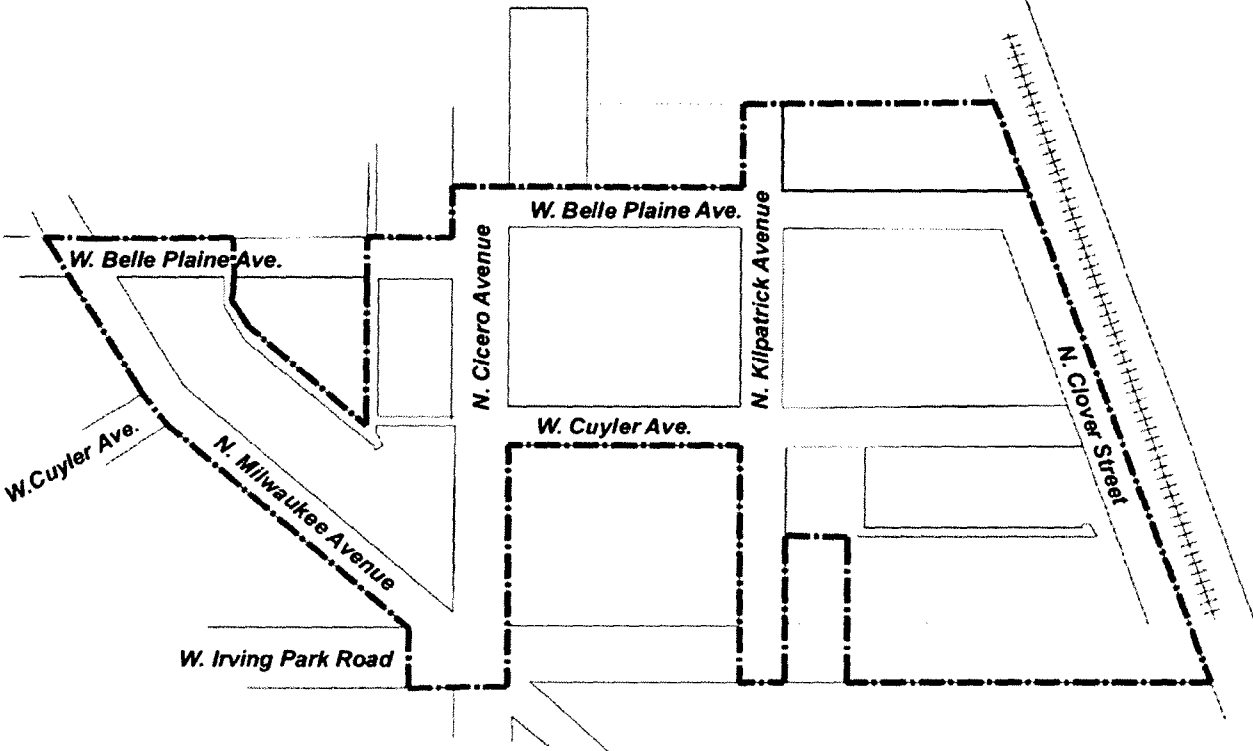 W. Belle Plaine Ave.
W. Belle Plaine Ave.
N. Cicero Avenue
N. Kilpatrick Avenue
W. Cuyler Ave.
N. Clover Street
W.Cuyler Ave.
N. Milwaukee Avenue
W. Irving Park Road